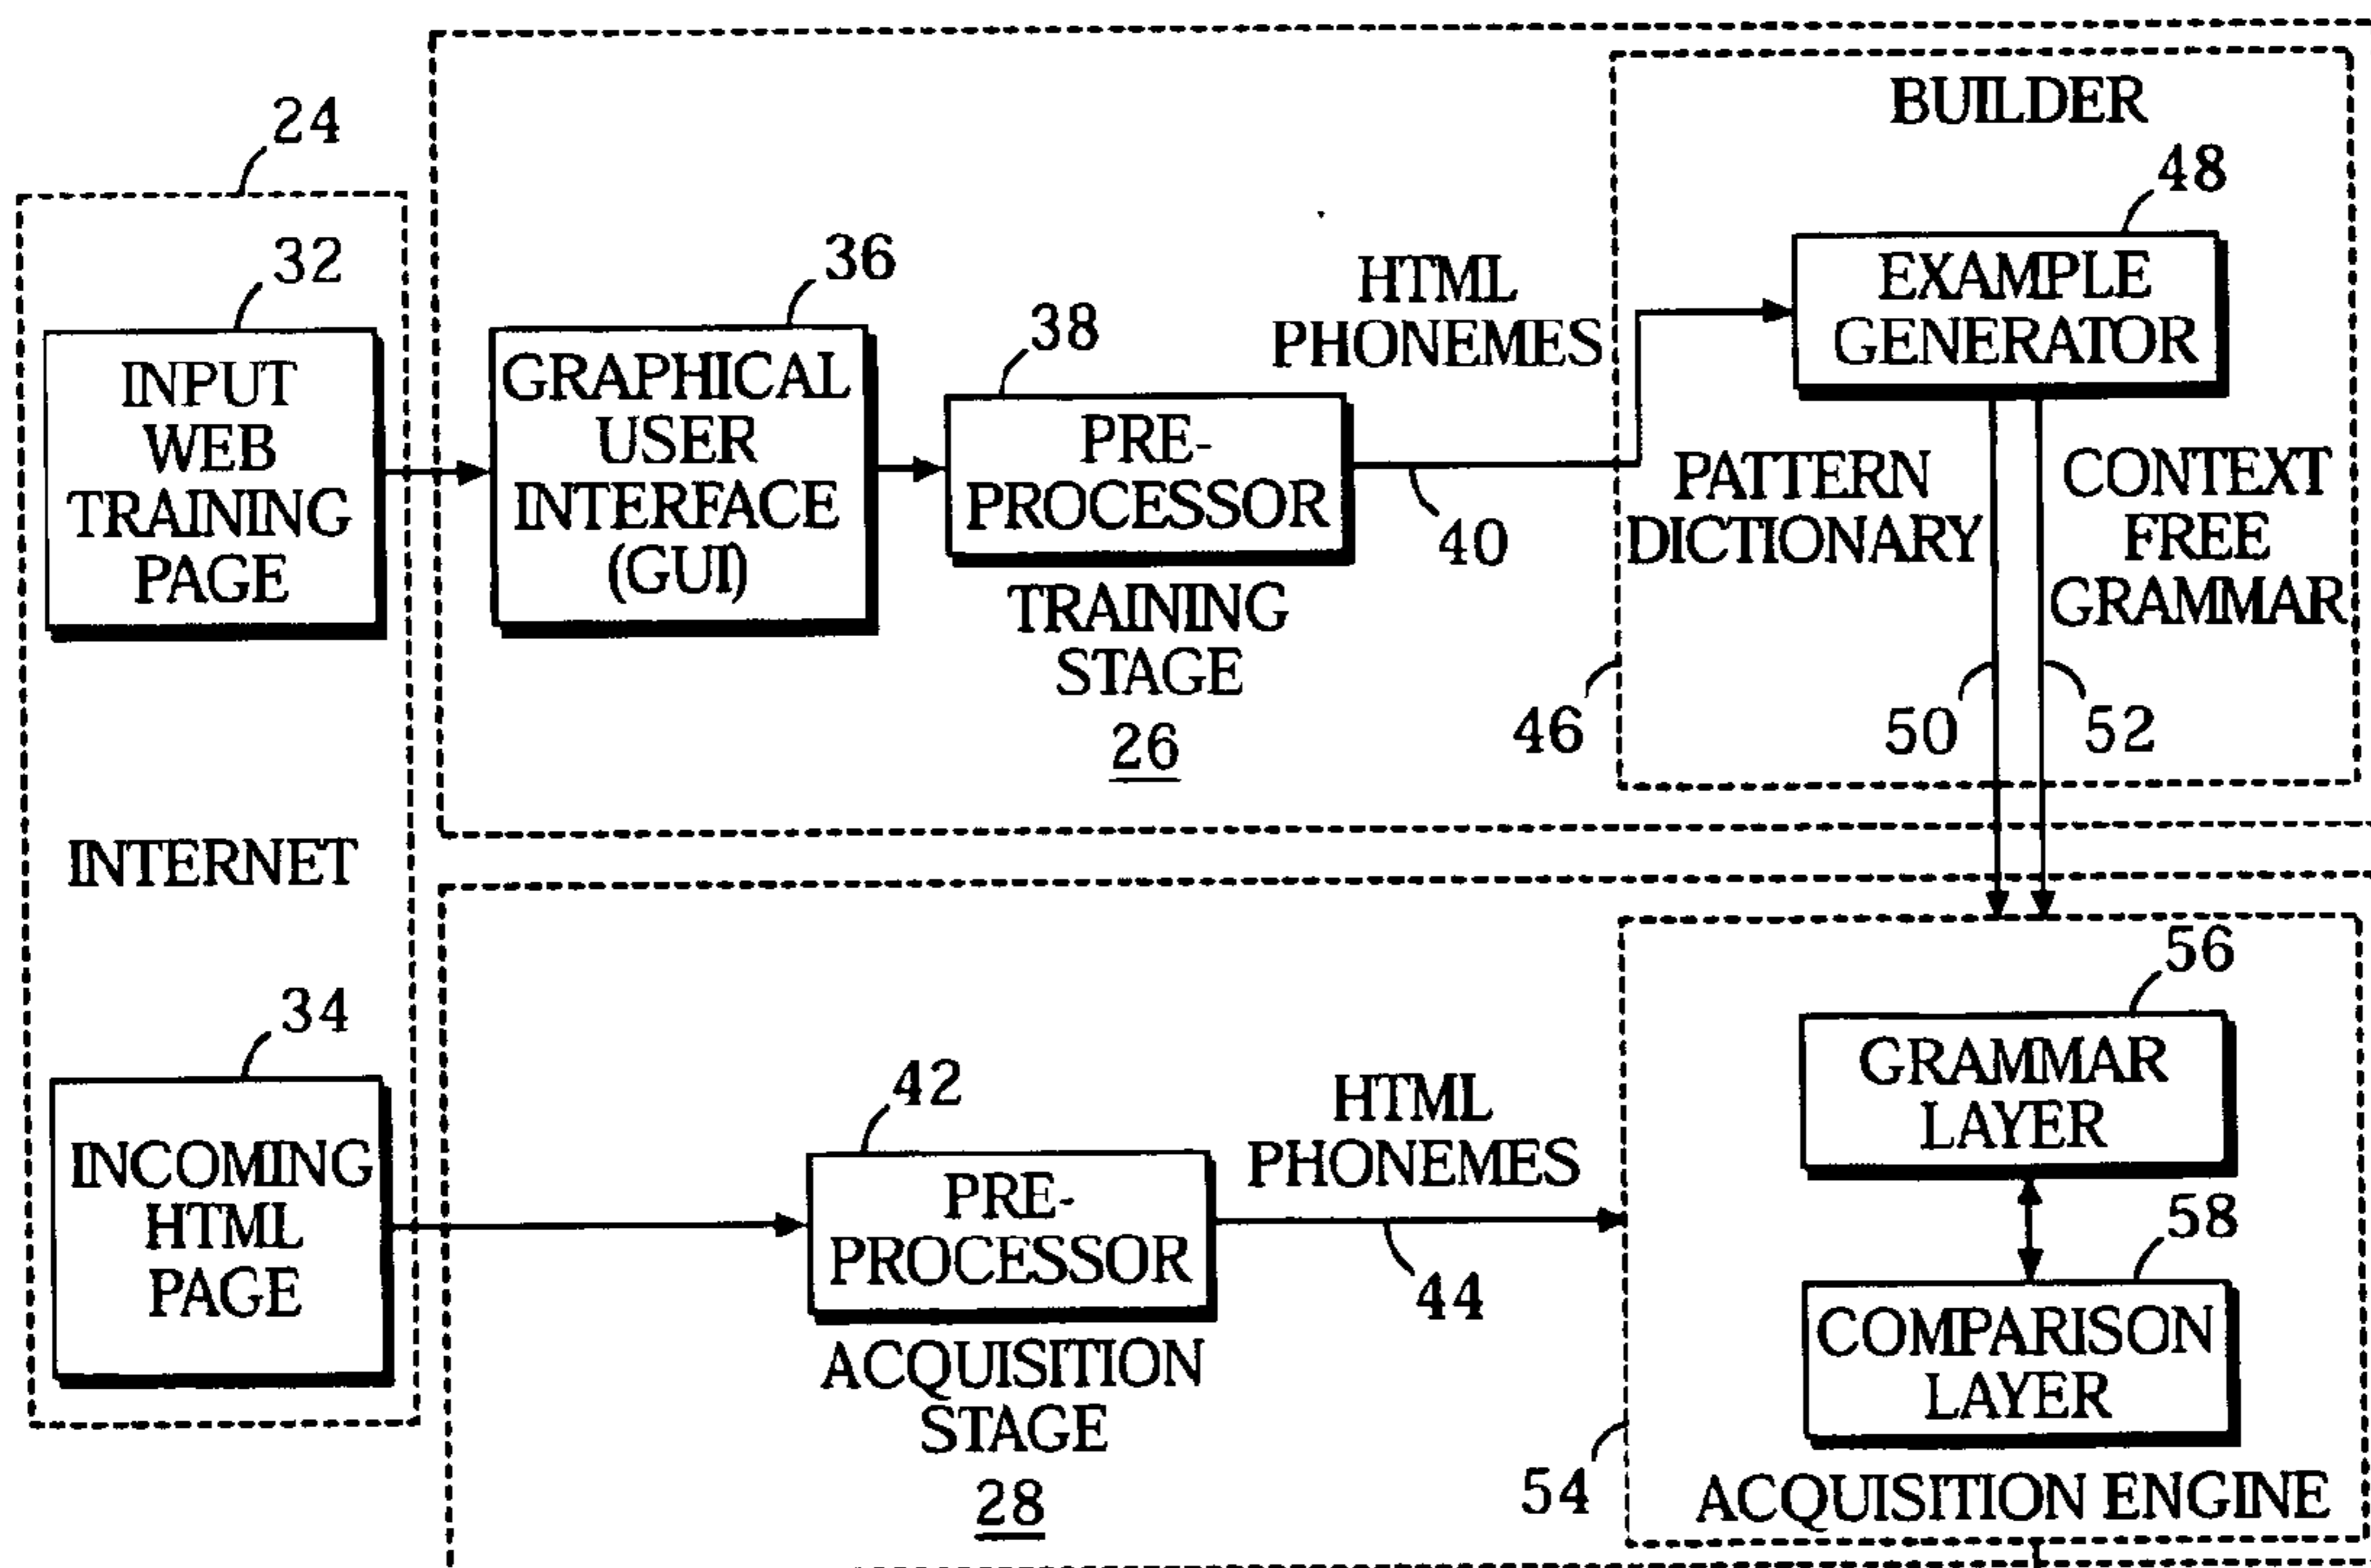 24
32
INPUT
WEB
TRAINING
PAGE
INTERNET
34
INCOMING
HTML
PAGE
36
GRAPHICAL
USER
INTERFACE
(GUI)
38
PRE-
PROCESSOR
TRAINING
STAGE
26
HTML
PHONEMES
40
BUILDER
48
EXAMPLE
GENERATOR
PATTERN
DICTIONARY
CONTEXT
FREE
GRAMMAR
46
50
52
42
PRE-
PROCESSOR
ACQUISITION
STAGE
28
HTML
PHONEMES
44
56
GRAMMAR
LAYER
58
COMPARISON
LAYER
54
ACQUISITION ENGINE